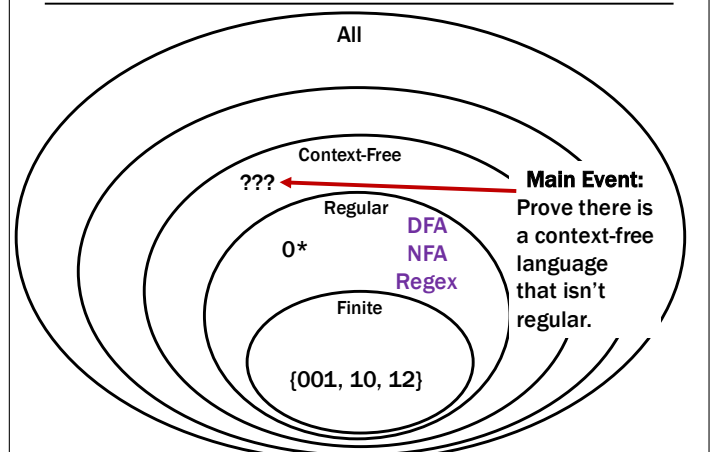 All
Context-Free
???
Main Event:
Prove there is
a context-free
language
that isn't
regular.
Regular
DFA
0*
NFA
Regex
Finite
{001, 10, 12}